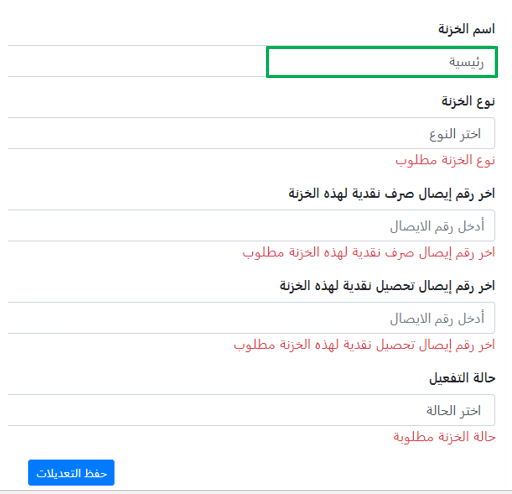 اسم الخزنة
رئيسية
نوع الخزنة
اختر النوع
نوع الخزنة مطلوب
اخر رقم إيصال صرف نقدية لهذه الخزنة
أدخل رقم الايصال
اخر رقم إيصال صرف نقدية لهذه الخزنة مطلوب
اخر رقم إيصال تحصيل نقدية لهذه الخزنة
أدخل رقم الايصال
اخر رقم إيصال تحصيل نقدية لهذه الخزنة مطلوب
حالة التفعيل
اختر الحالة
حالة الخزنة مطلوبة
حفظ التعديلات